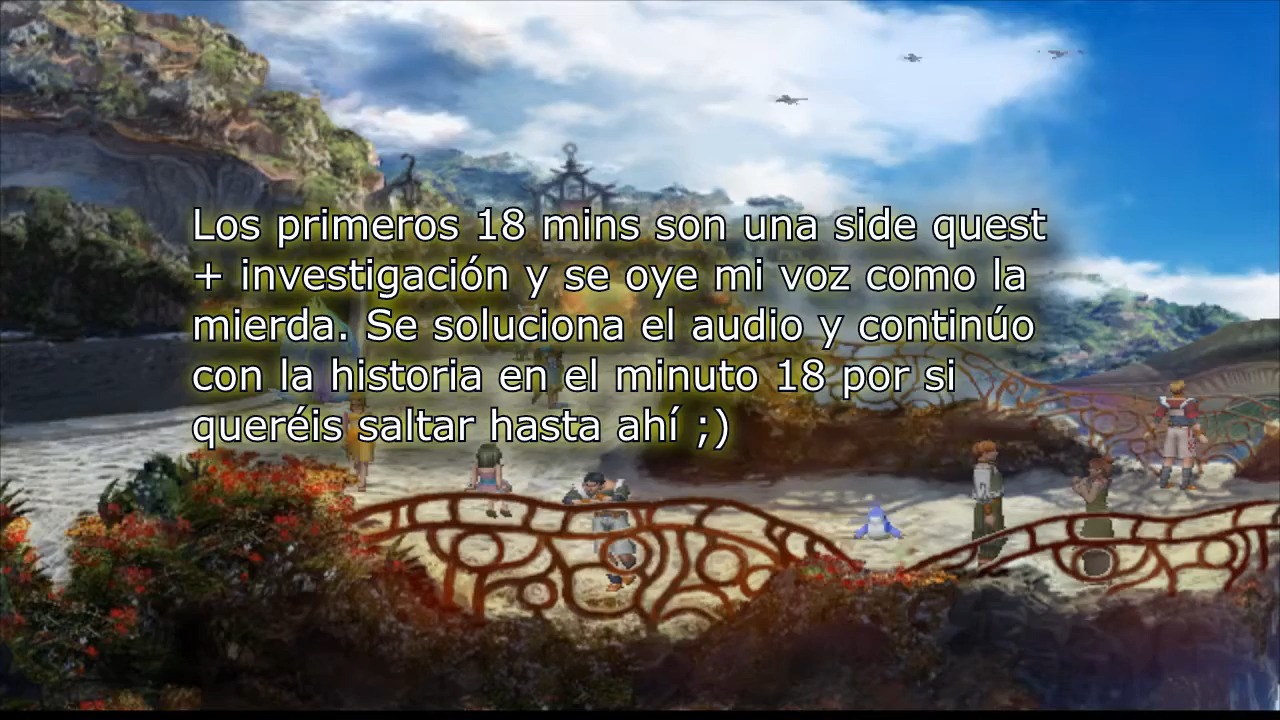 Los primeros 18 mins son una side quest
+ investigación y se oye mi voz como la
mierda. Se soluciona el audio y continúo
con la historia en el minuto 18 por si
queréis saltar hasta ahí ;)